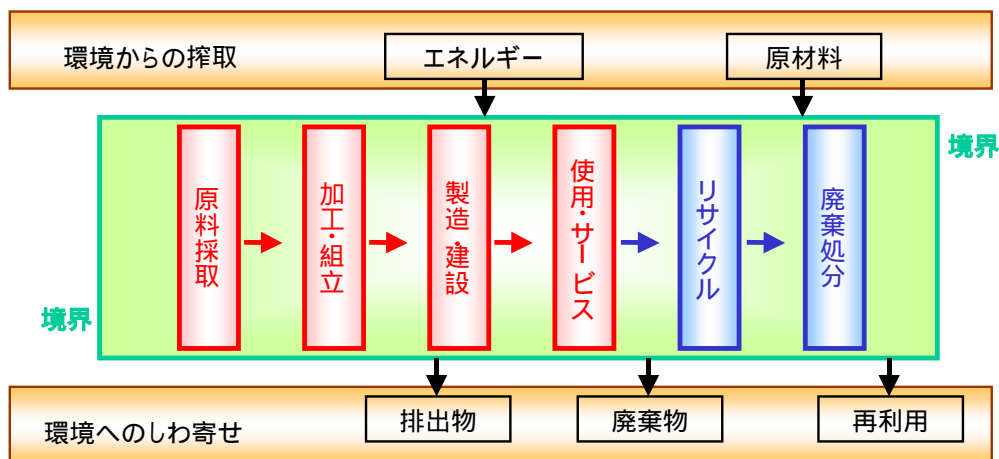 環境からの搾取
エネルギー
原材料
境界
原料採取
加工・組立
製造・建設
使用・サービス
リサイクル
廃棄処分
境界
排出物
廃棄物
再利用
環境へのしわ寄せ